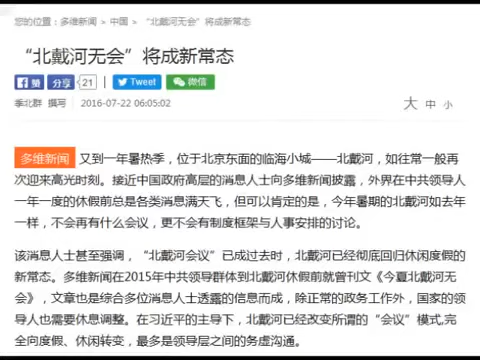 您的位置：多维新闻 > 中国 > “北戴河无会”将成新常态
“北戴河无会”将成新常态
赞 分享 21 Tweet 微信
季北群 撰写 2016-07-22 06:05:02 大 中 小
多维新闻 又到一年暑热季，位于北京东面的临海小城——北戴河，如往常一般再
次迎来高光时刻。接近中国政府高层的消息人士向多维新闻披露，外界在中共领导人
一年一度的休假前总是各类消息满天飞，但可以肯定的是，今年暑期的北戴河如去年
一样，不会再有什么会议，更不会有制度框架与人事安排的讨论。
该消息人士甚至强调，“北戴河会议”已成过去时，北戴河已经彻底回归休闲度假的
新常态。多维新闻在2015年中共领导群体到北戴河休假前就曾刊文《今夏北戴河无
会》，文章也是综合多位消息人士透露的信息而成，除正常的政务工作外，国家的领
导人也需要休息调整。在习近平的主导下，北戴河已经改变所谓的“会议”模式,完
全向度假、休闲转变，最多是领导层之间的务虚沟通。